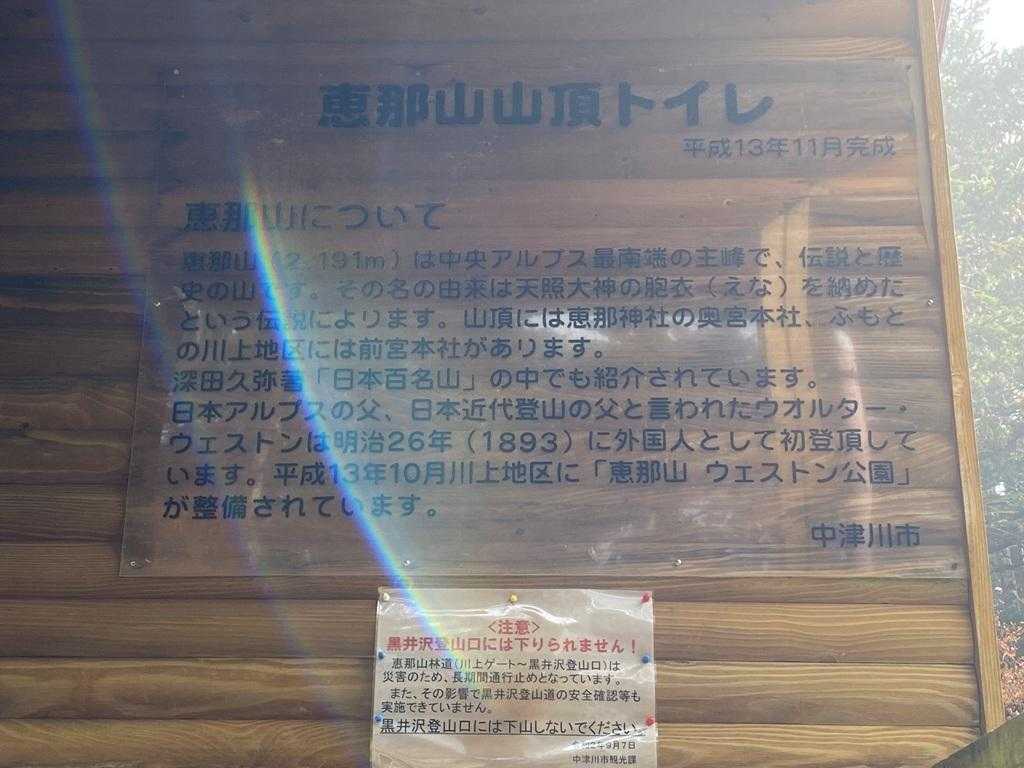 恵那山山頂トイレ
平成13年11月完成
恵那山について
恵那山（2,191m）は中央アルプス最南端の主峰で、伝説と歴
史の山です。その名の由来は天照大神の胞衣（えな）を納めた
という伝説によります。山頂には恵那神社の奥宮本社、ふもと
の川上地区には前宮本社があります。
深田久弥著「日本百名山」の中でも紹介されています。
日本アルプスの父、日本近代登山の父と言われたウオルター・
ウェストンは明治26年（1893）に外国人として初登頂して
います。平成13年10月川上地区に「恵那山 ウェストン公園」
が整備されています。
中津川市
<注意>
黒井沢登山口には下りられません！
恵那山林道（川上ゲート～黒井沢登山口）は
災害のため、長期間通行止めとなっています。
また、その影響で黒井沢登山道の安全確認等も
実施できていません。
黒井沢登山口には下山しないでください。
令和2年9月7日
中津川市観光課